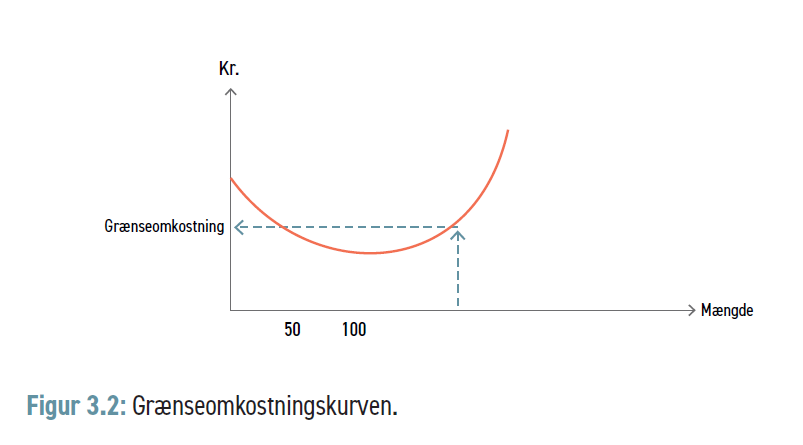 Kr.
Grænseomkostning
Mængde
50 100
Figur 3.2: Grænseomkostningskurven.